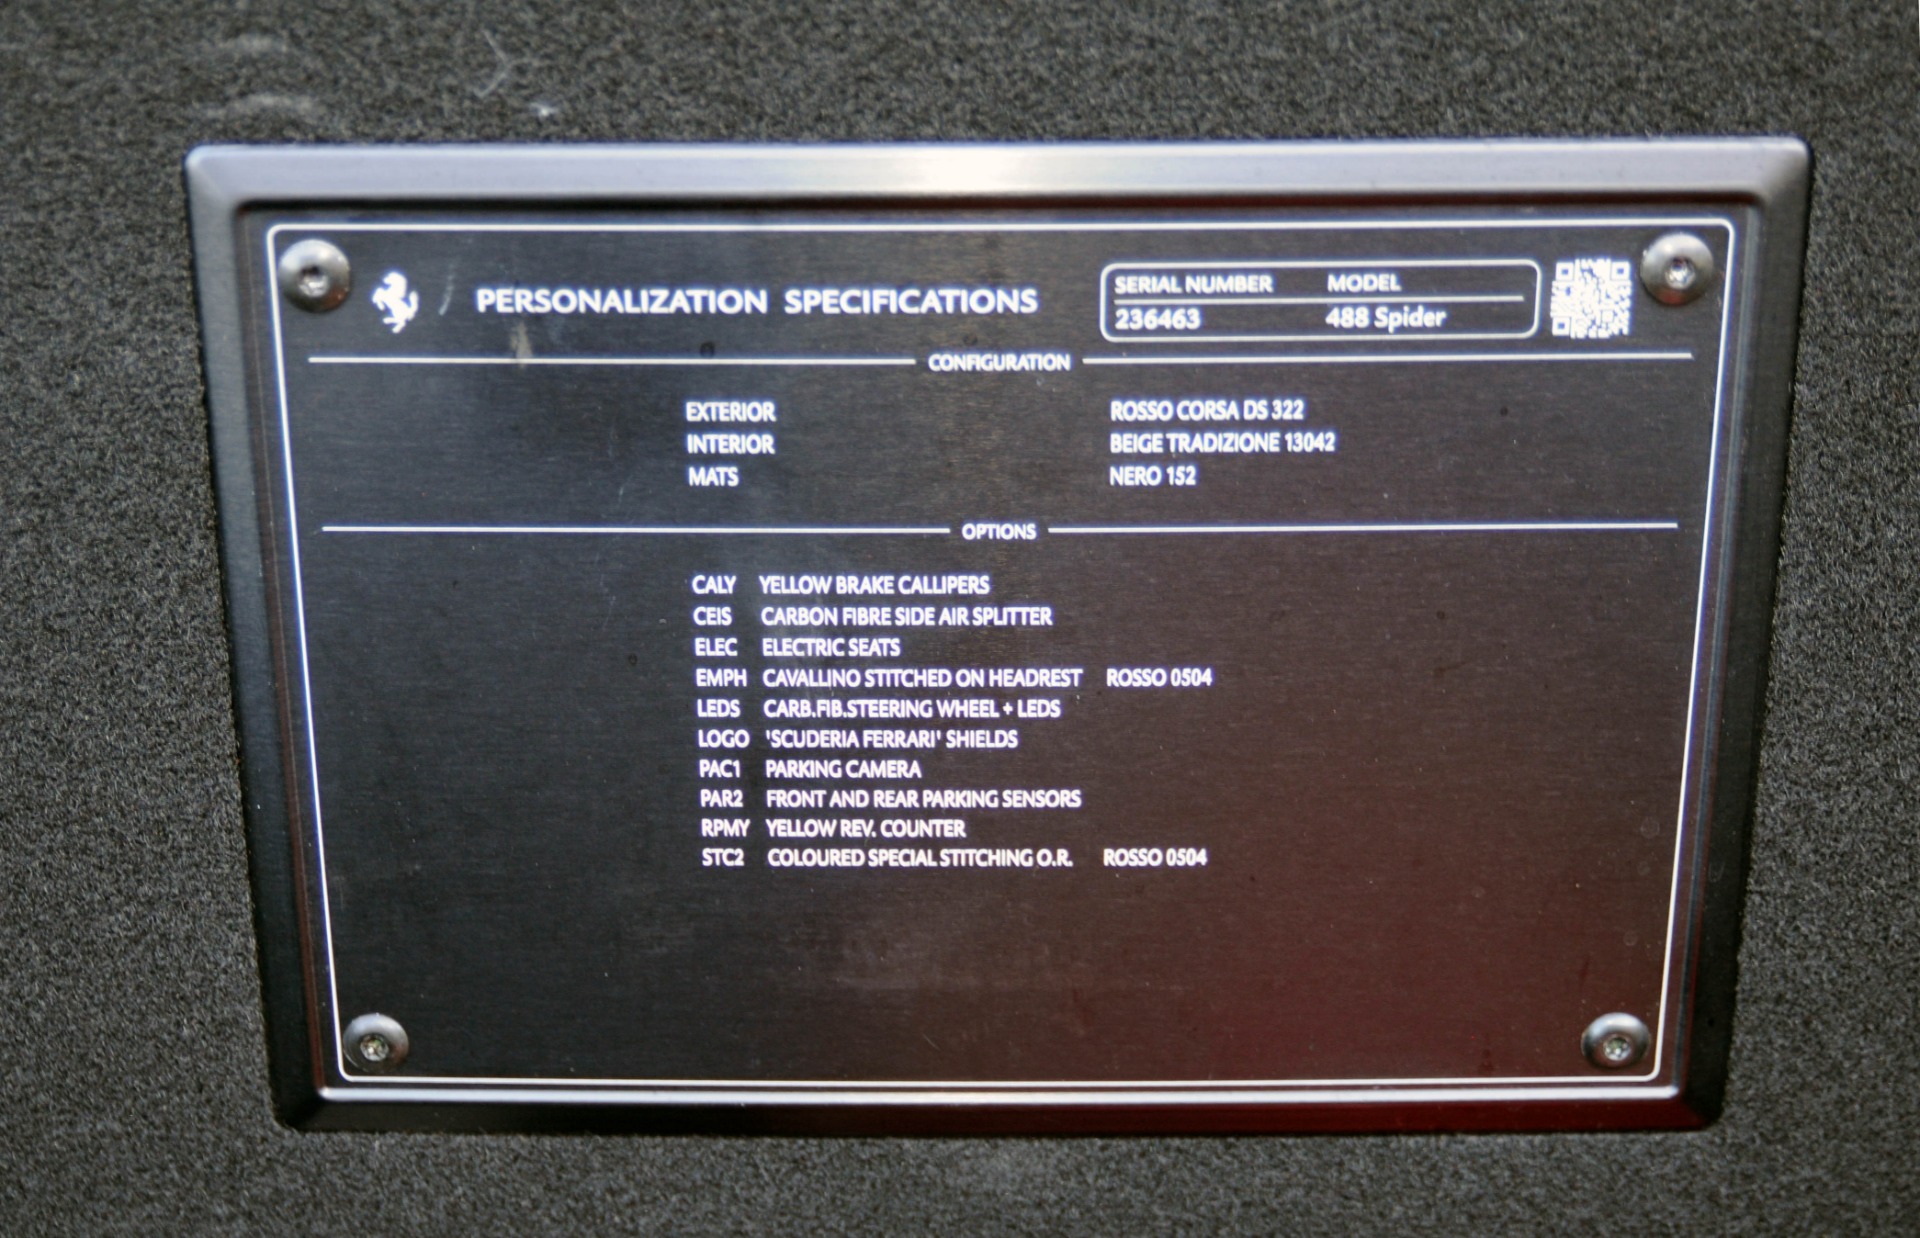 PERSONALIZATION SPECIFICATIONS
SERIAL NUMBER MODEL
236463 488 Spider
CONFIGURATION
EXTERIOR ROSSO CORSA DS 322
INTERIOR BEIGE TRADIZIONE 13042
MATS NERO 152
OPTIONS
CALY YELLOW BRAKE CALLIPERS
CEIS CARBON FIBRE SIDE AIR SPLITTER
ELEC ELECTRIC SEATS
EMPH CAVALLINO STITCHED ON HEADREST ROSSO 0504
LEDS CARB.FIB.STEERING WHEEL + LEDS
LOGO 'SCUDERIA FERRARI' SHIELDS
PAC1 PARKING CAMERA
PAR2 FRONT AND REAR PARKING SENSORS
RPMY YELLOW REV. COUNTER
STC2 COLOURED SPECIAL STITCHING O.R. ROSSO 0504